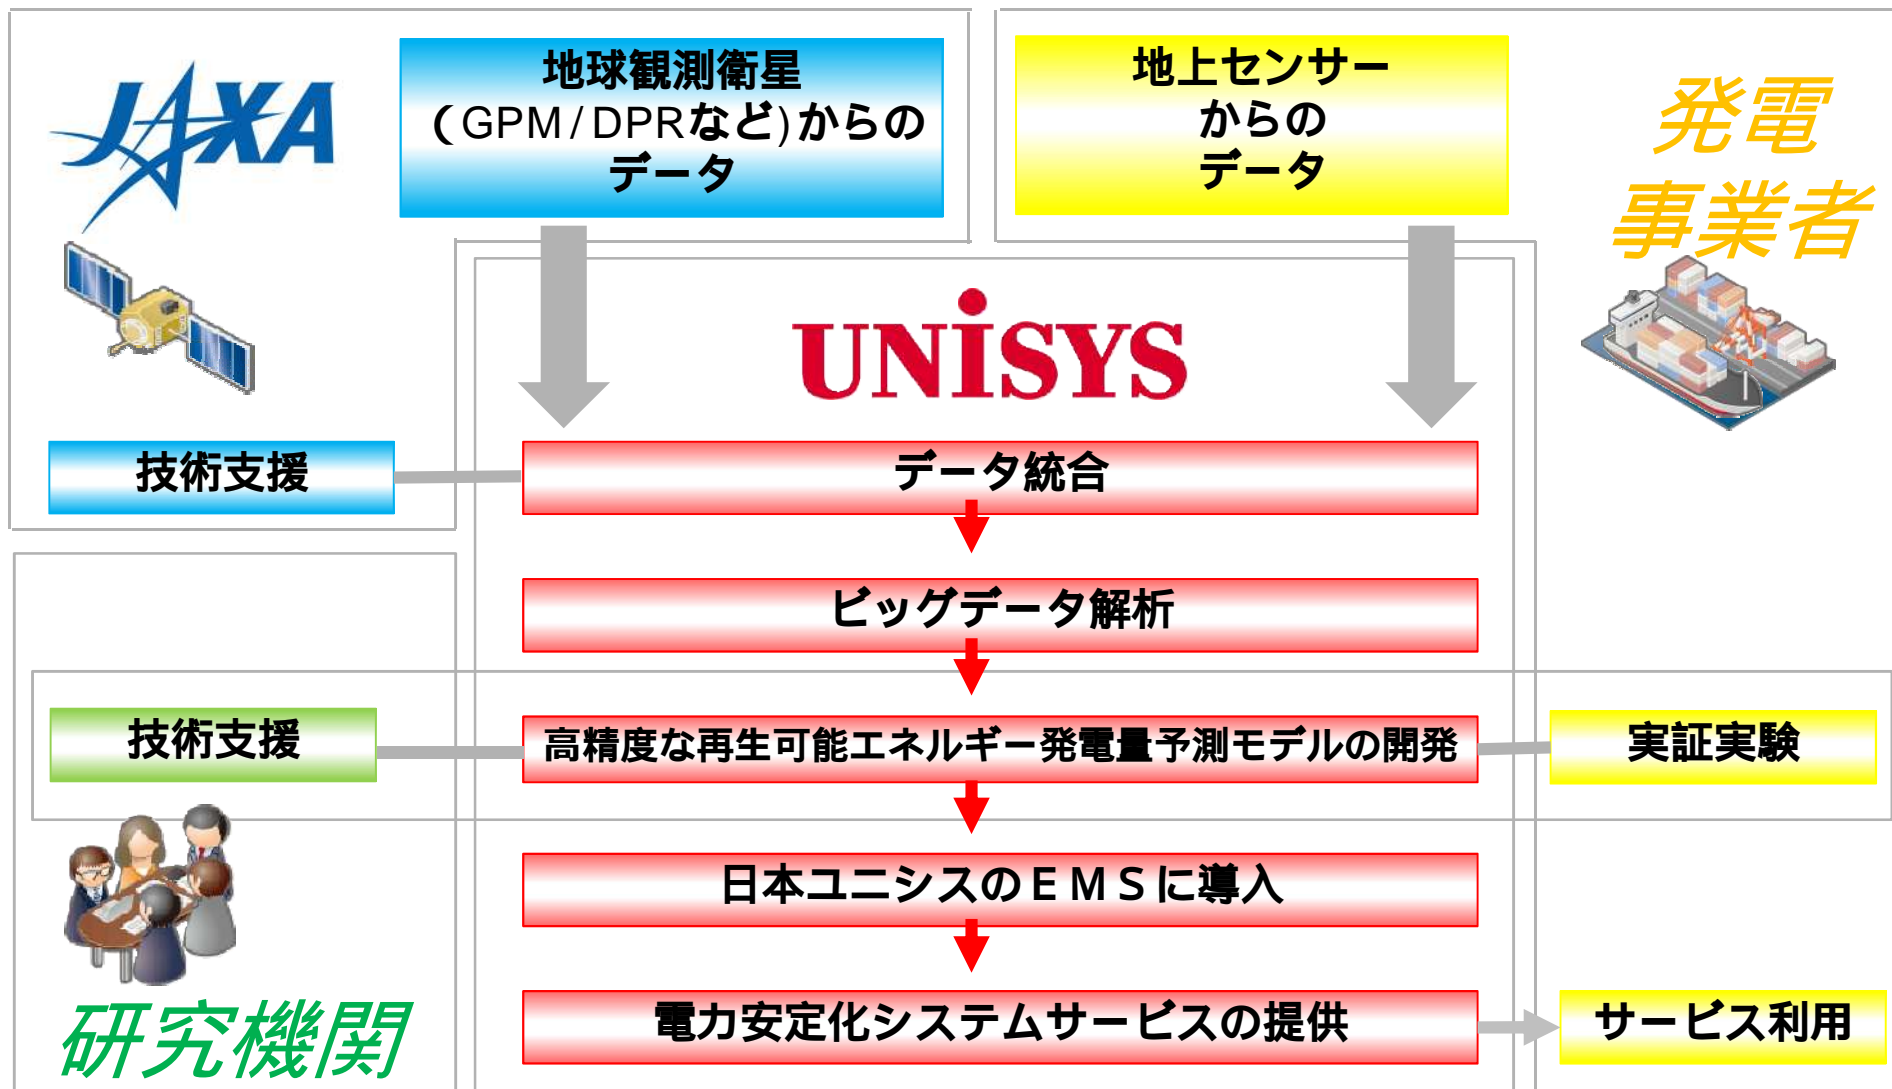 JAXA
地球観測衛星
(GPM/DPRなど)からの
データ
地上センサー
からの
データ
発電
事業者
UNiSYS
技術支援
データ統合
ビッグデータ解析
技術支援
高精度な再生可能エネルギー発電量予測モデルの開発
実証実験
日本ユニシスのEMSに導入
研究機関
電力安定化システムサービスの提供
サービス利用